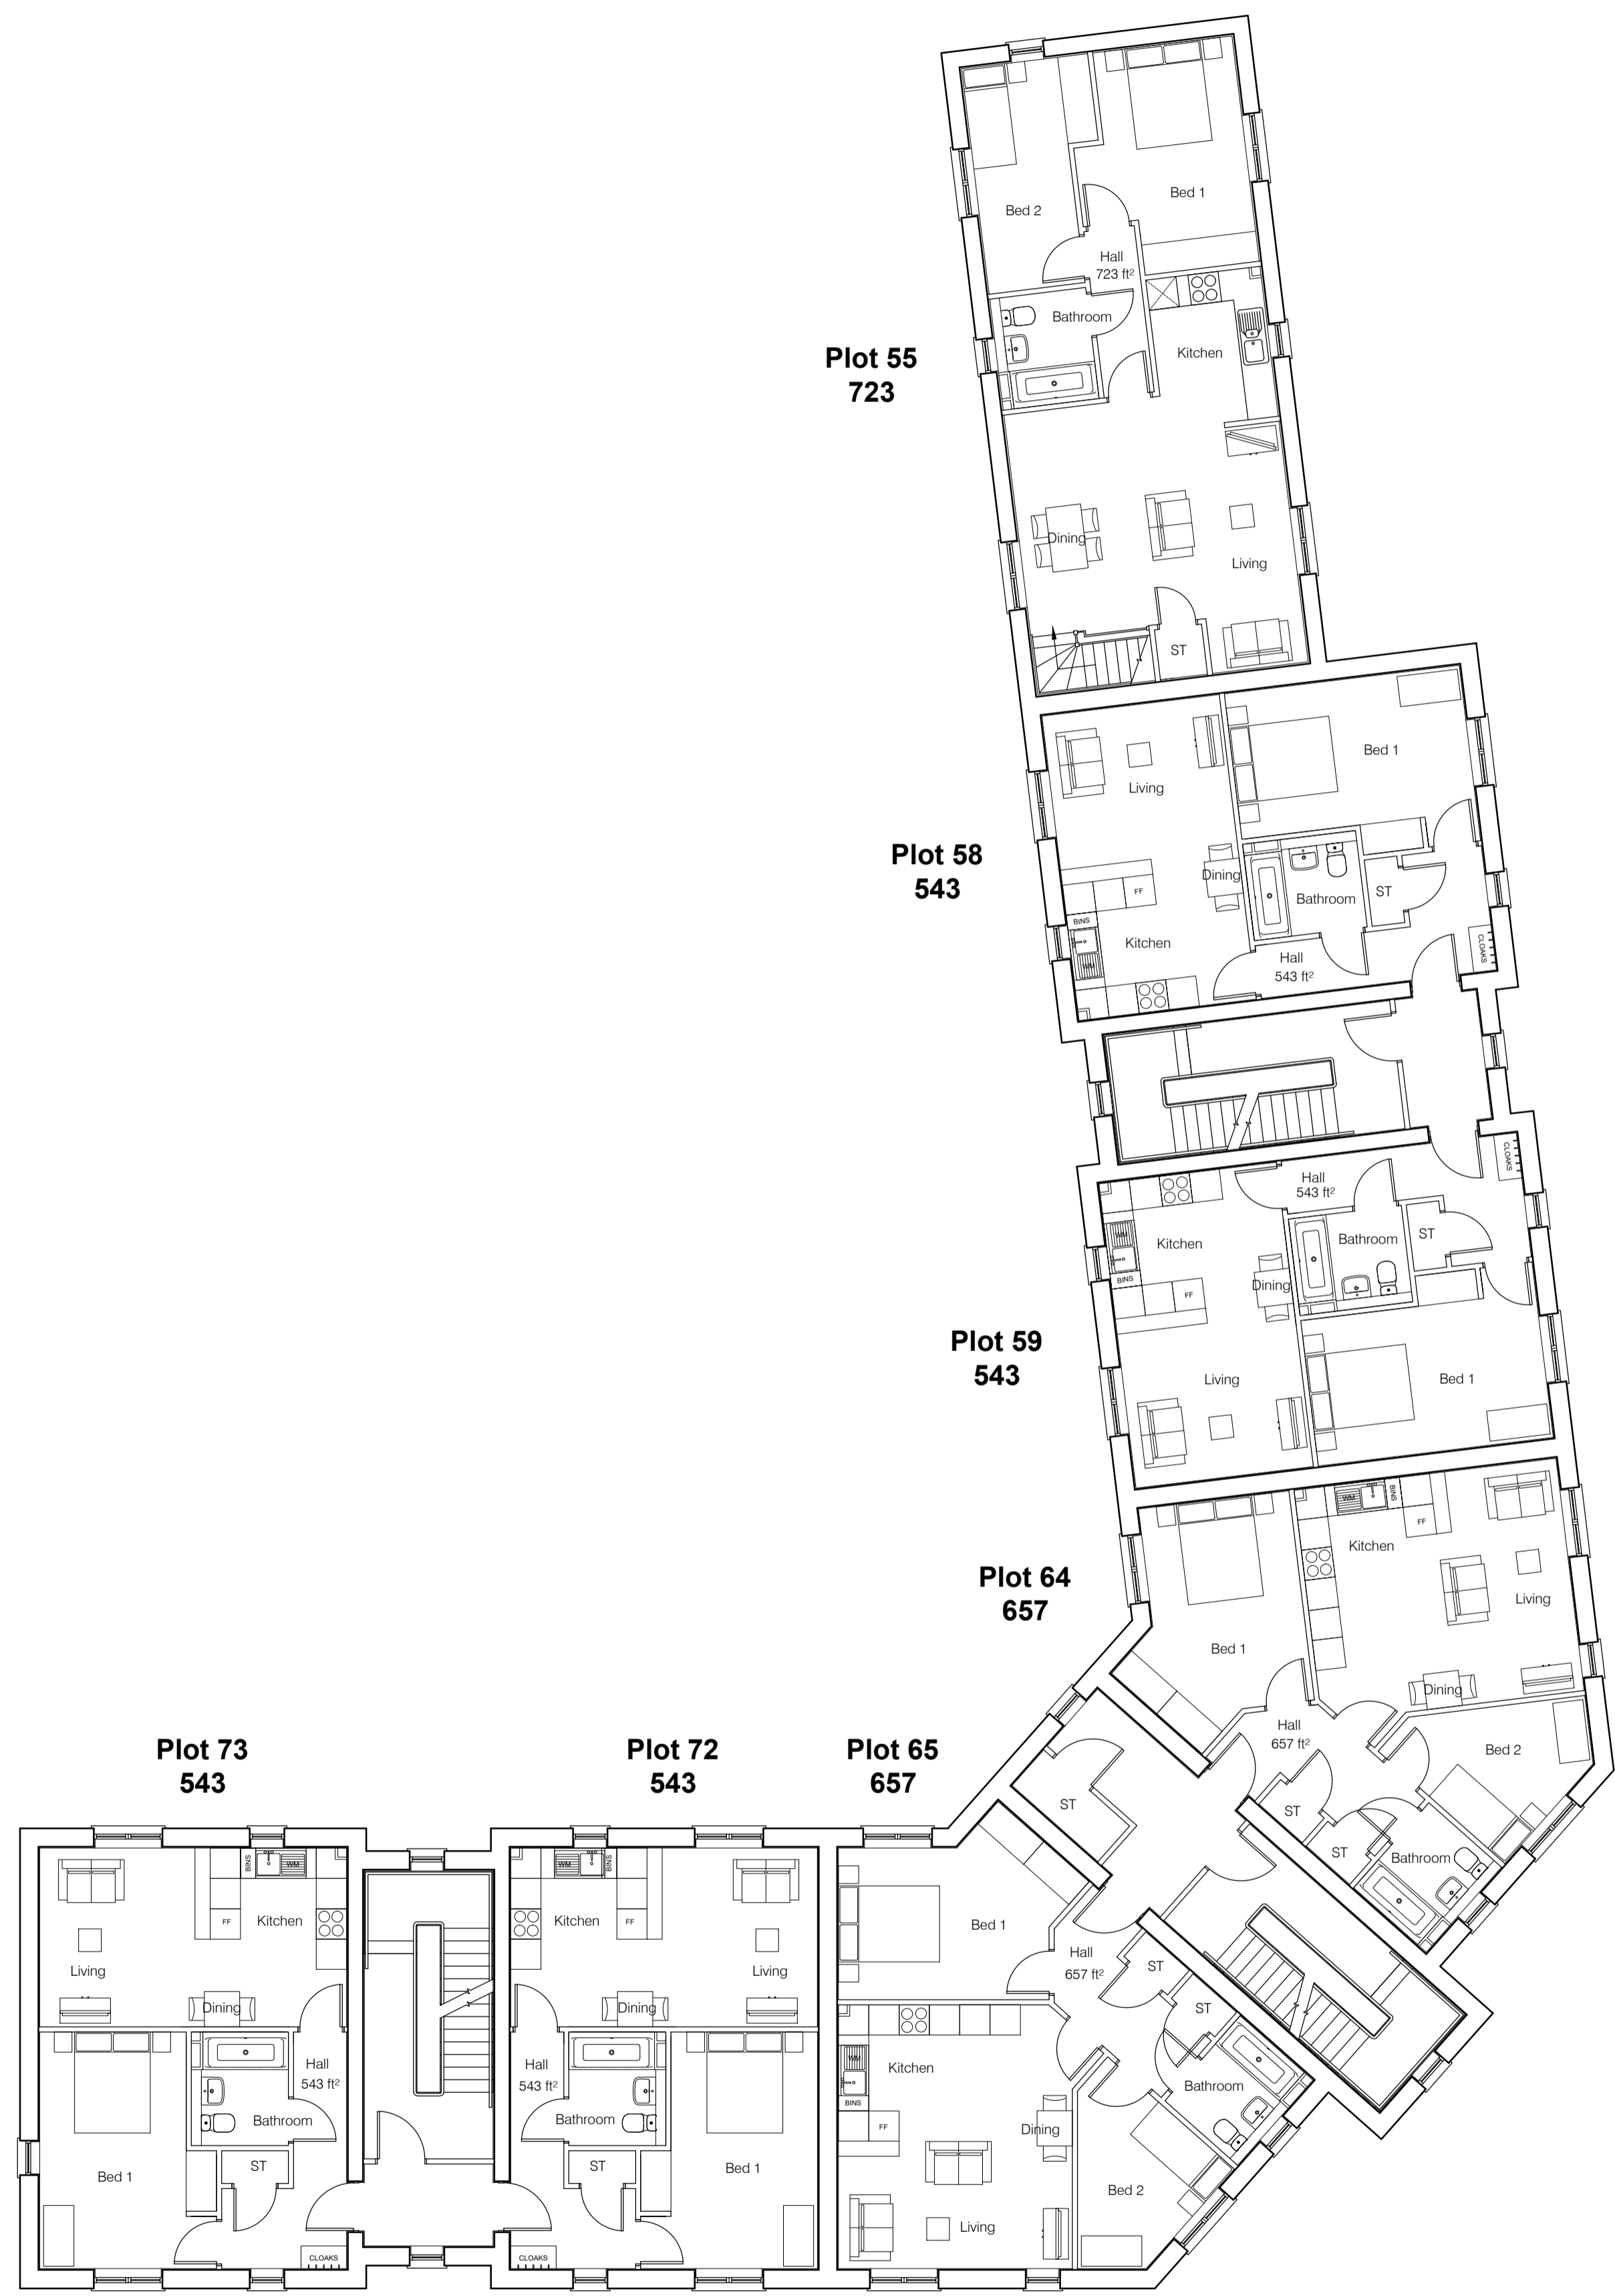 Bed 2
Bed 1
Hall
723 ft²
Bathroom
Kitchen
Plot 55
723
Dining
Living
ST
Bed 1
Living
Plot 58
543
Dining
FF
Bathroom
ST
BINS
Kitchen
WM
Hall
543 ft²
CLOAKS
CLOAKS
Hall
543 ft²
Kitchen
WM
BINS
Bathroom
ST
Dining
FF
Plot 59
543
Living
Bed 1
WM
BINS
FF
Kitchen
Plot 64
657
Living
Bed 1
Dining
Hall
657 ft²
Bed 2
ST
ST
ST
Bathroom
Plot 73
543
Plot 72
543
Plot 65
657
BINS
WM
FF
Kitchen
Living
Dining
Hall
543 ft²
Bathroom
ST
Bed 1
CLOAKS
WM
BINS
Kitchen
FF
Living
Dining
Hall
543 ft²
Bathroom
ST
Bed 1
CLOAKS
Bed 1
Hall
657 ft²
ST
ST
Kitchen
WM
BINS
FF
Dining
Bathroom
Bed 2
Living